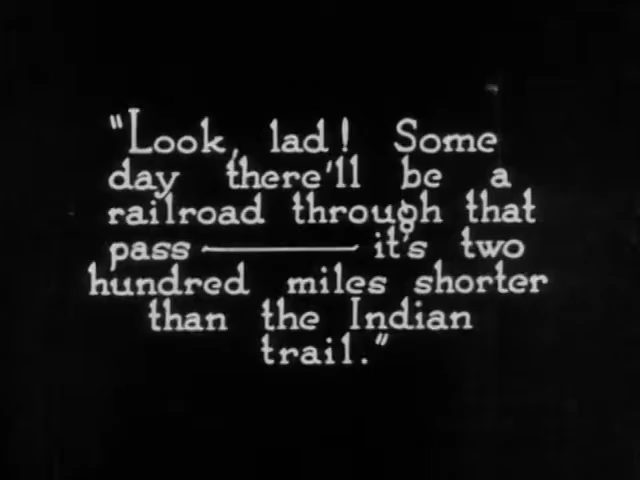 "Look, lad! Some
day there'll be a
railroad through that
pass —— it's two
hundred miles shorter
than the Indian
trail."